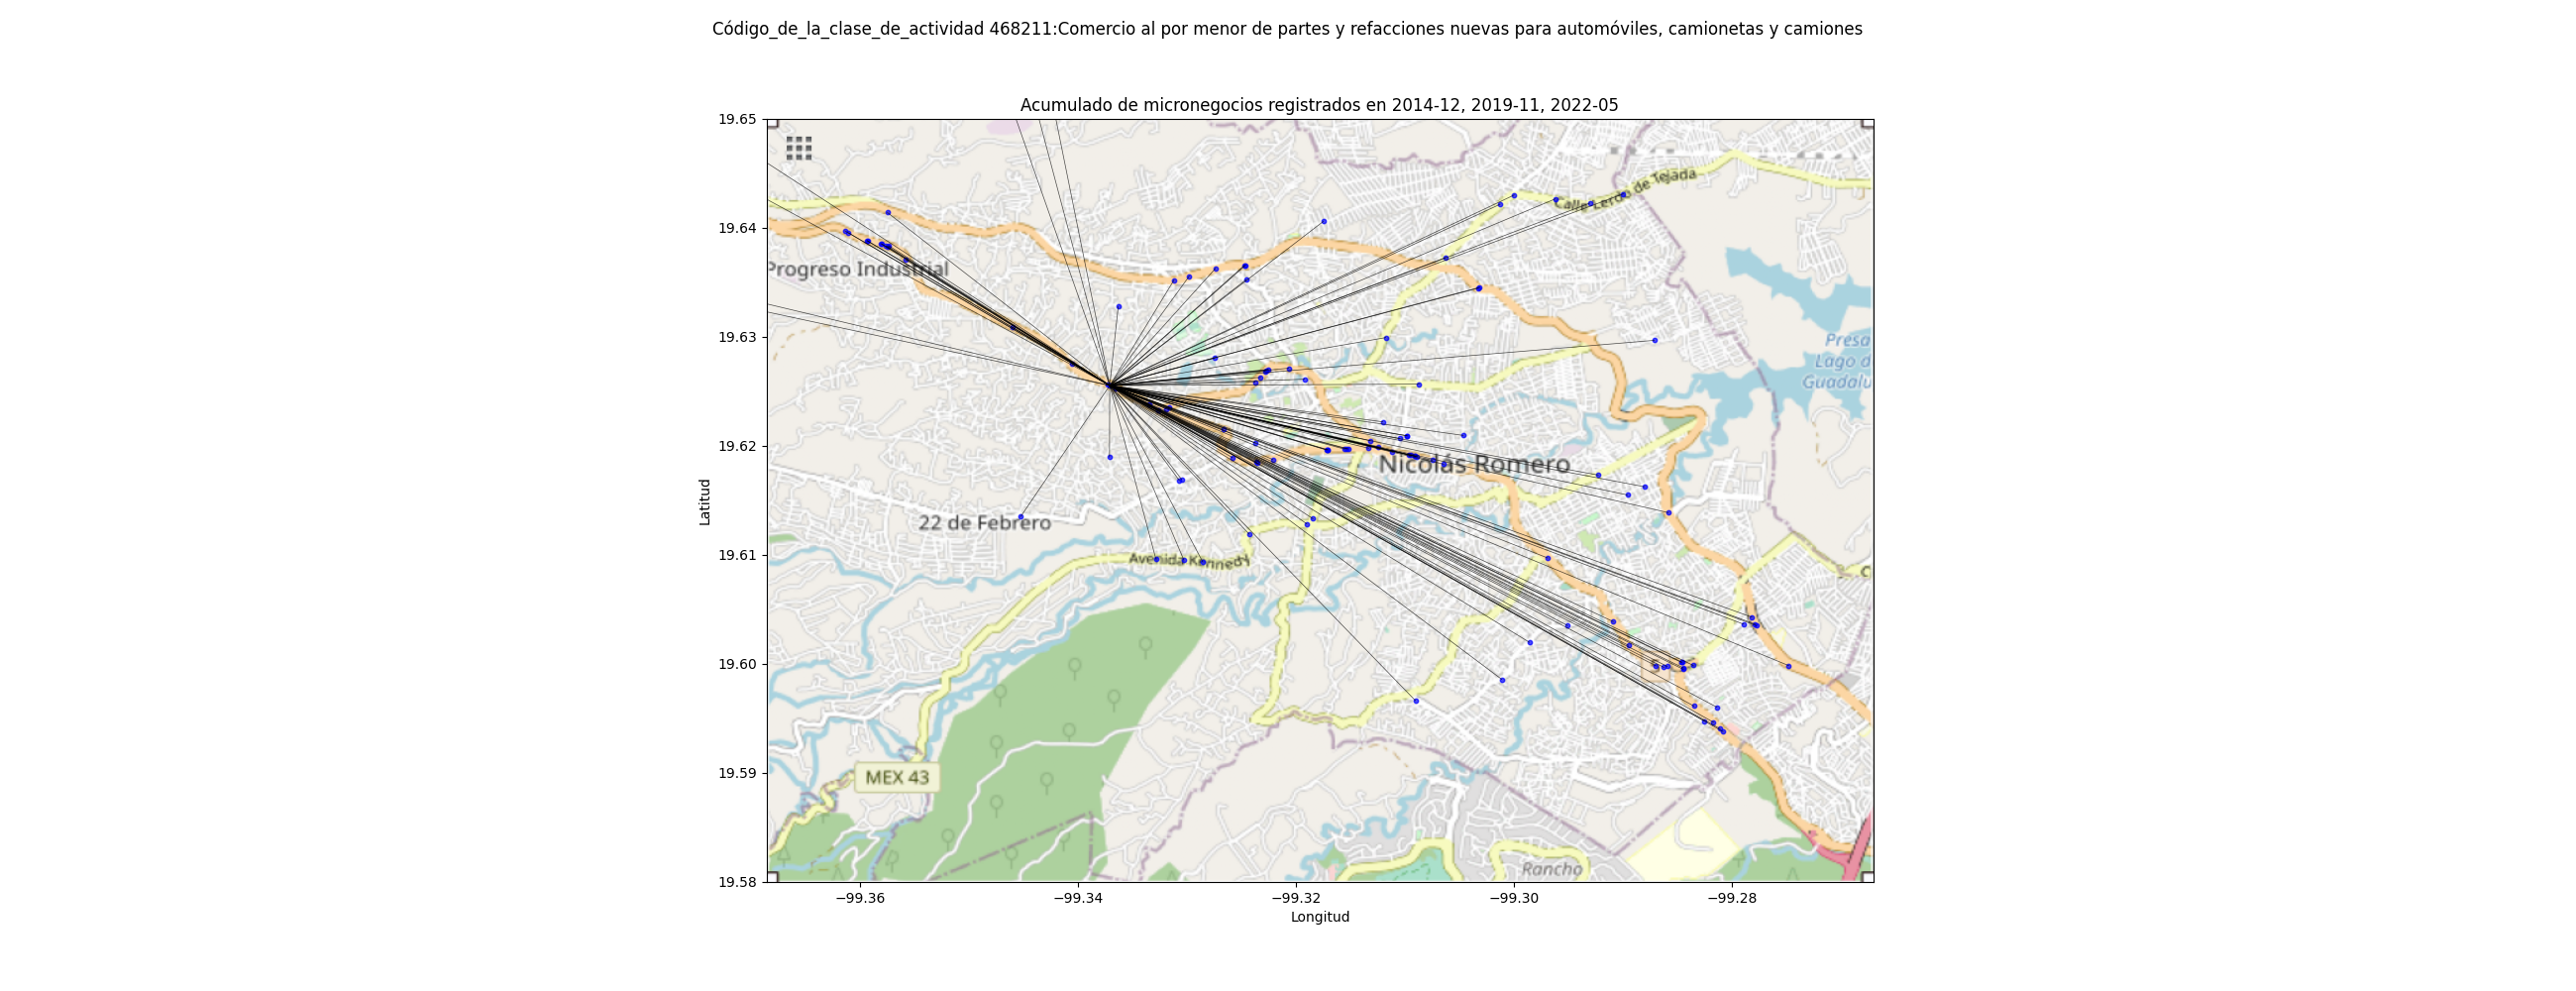 Código_de_la_clase_de_actividad 468211:Comercio al por menor de partes y refacciones nuevas para automóviles, camionetas y camiones
Acumulado de micronegocios registrados en 2014-12, 2019-11, 2022-05
19.65
19.64
19.63
19.62
19.61
19.60
19.59
19.58
Latitud
Calle Lerdo de Tejada
Progreso Industrial
Presa
Lago d
Guadalu
Nicolás Romero
22 de Febrero
Avenida Kennedy
C
MEX 43
Rancho
−99.36
−99.34
−99.32
−99.30
−99.28
Longitud